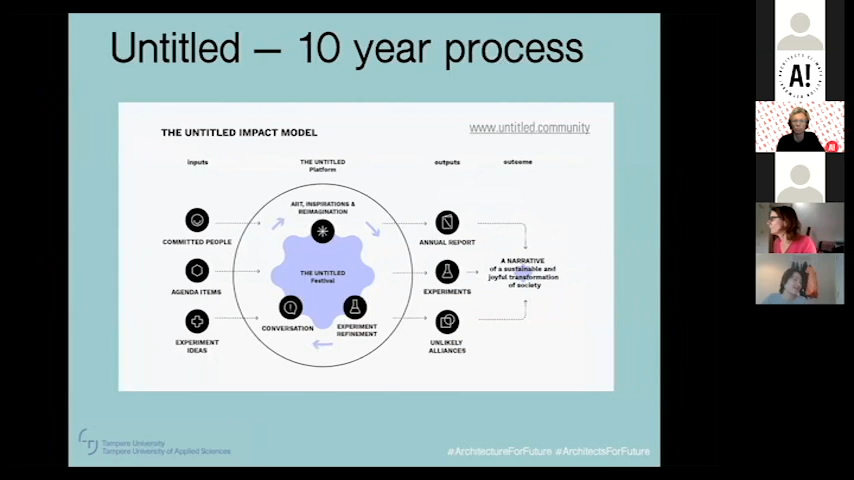 Untitled – 10 year process
THE UNTITLED IMPACT MODEL
www.untitled.community
inputs
THE UNTITLED
Platform
outputs
outcome
ART, INSPIRATIONS &
REIMAGINATION
COMMITTED PEOPLE
AGENDA ITEMS
EXPERIMENT
IDEAS
THE UNTITLED
Festival
CONVERSATION
EXPERIMENT
REFINEMENT
ANNUAL REPORT
EXPERIMENTS
UNLIKELY
ALLIANCES
A NARRATIVE
of a sustainable and
joyful transformation
of society
Tampere University
Tampere University of Applied Sciences
#ArchitectureForFuture #ArchitectsForFuture
A!